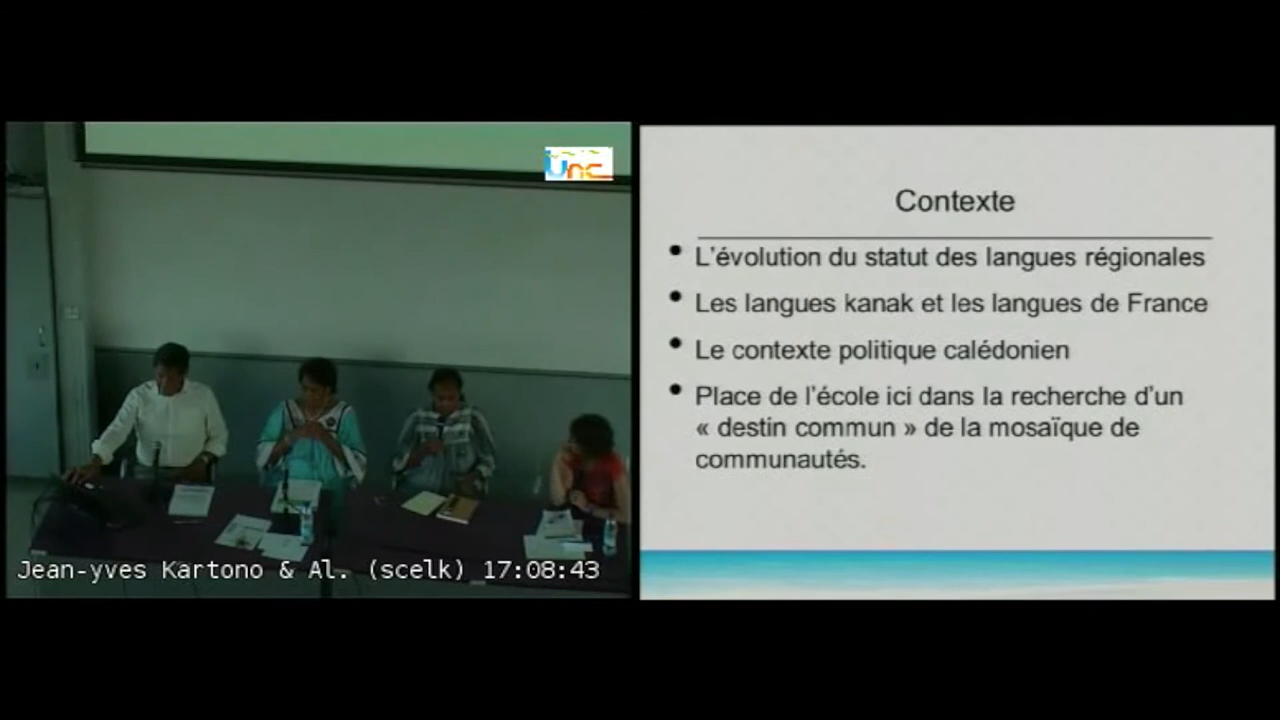 Unc
Jean-yves Kartono & Al. (scelk) 17:08:43
Contexte
• L'évolution du statut des langues régionales
• Les langues kanak et les langues de France
• Le contexte politique calédonien
• Place de l'école ici dans la recherche d'un
« destin commun » de la mosaïque de
communautés.